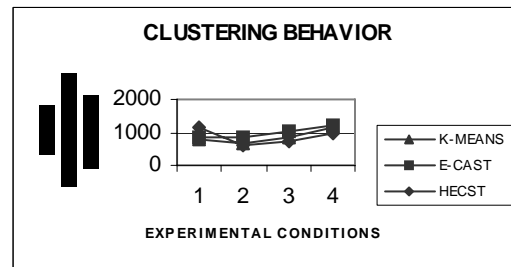 CLUSTERING BEHAVIOR
2000
1000
0
1 2 3 4
EXPERIMENTAL CONDITIONS
K-MEANS
E-CAST
HECST